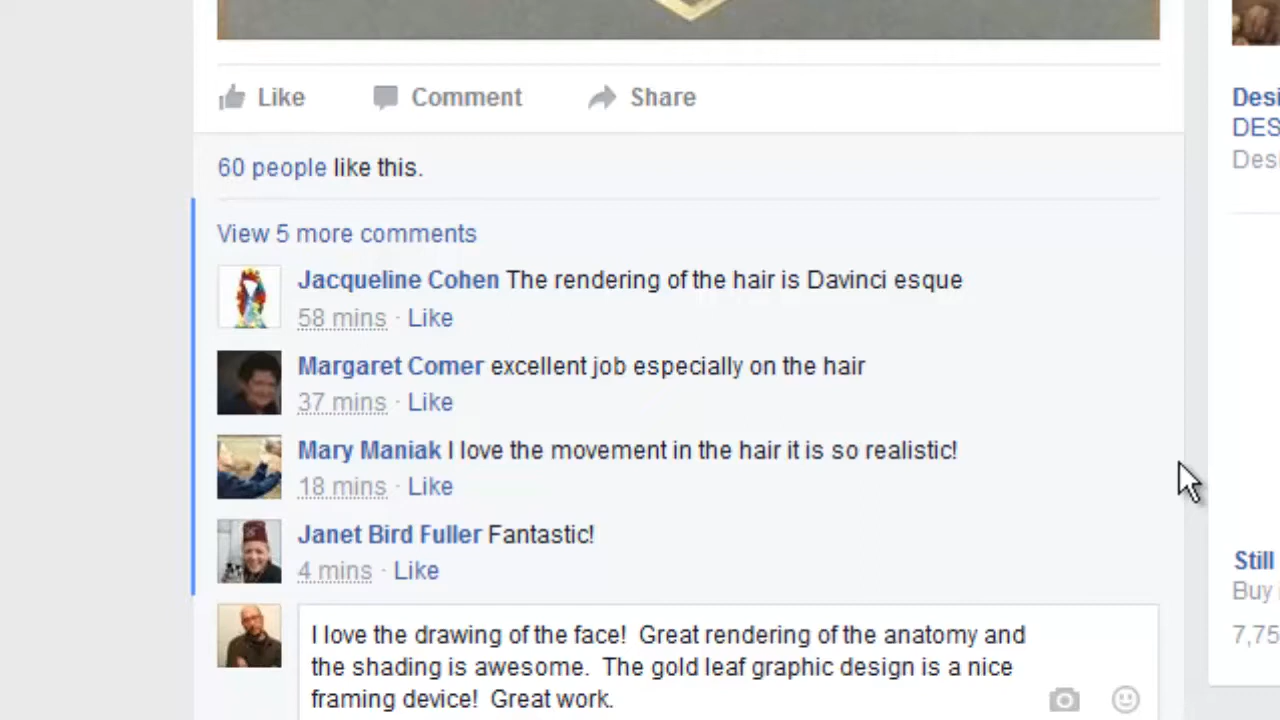 Like Comment Share
60 people like this.
View 5 more comments
Jacqueline Cohen The rendering of the hair is Davinci esque
58 mins · Like
Margaret Comer excellent job especially on the hair
37 mins · Like
Mary Maniak I love the movement in the hair it is so realistic!
18 mins · Like
Janet Bird Fuller Fantastic!
4 mins · Like
I love the drawing of the face!  Great rendering of the anatomy and
the shading is awesome.  The gold leaf graphic design is a nice
framing device!  Great work.
Desi
DES
Desi
Still
Buy
7,75